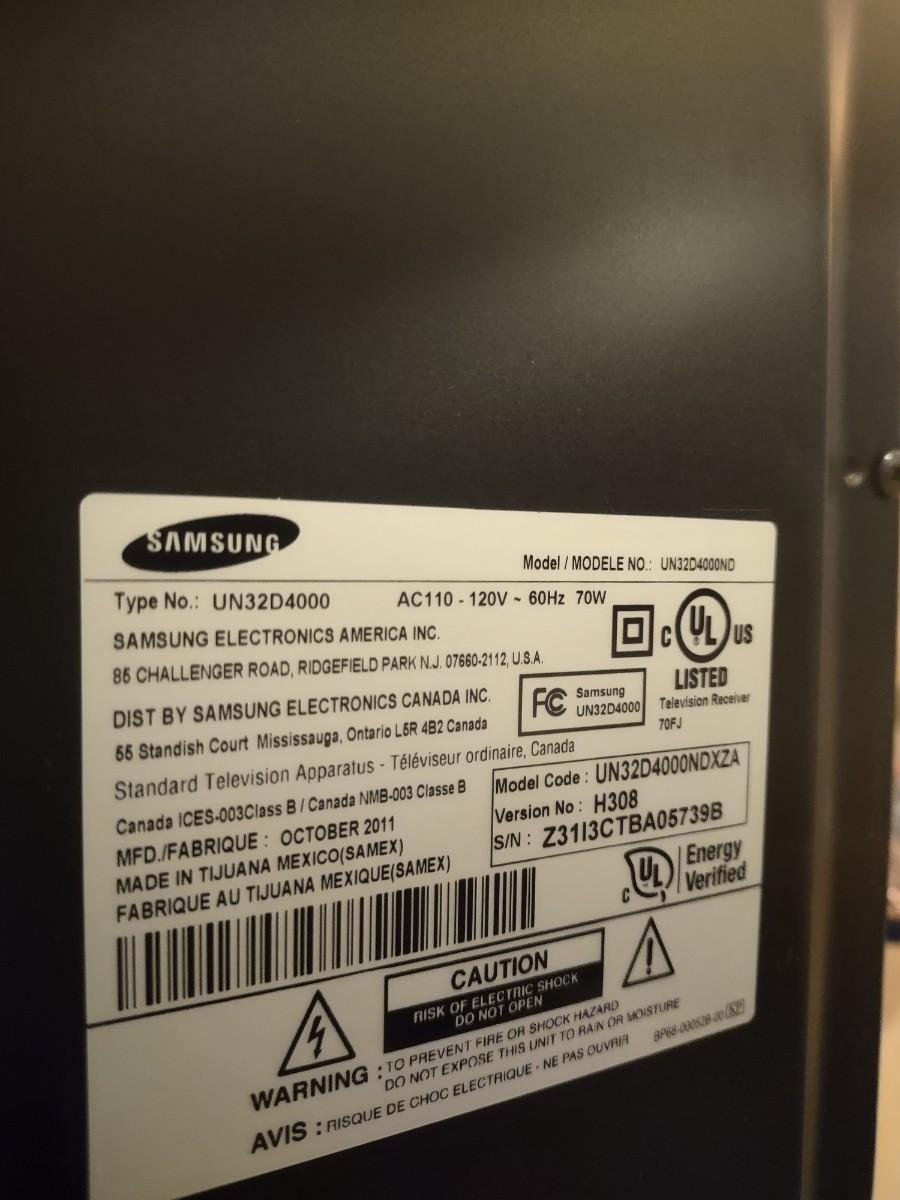 SAMSUNG
Model / MODELE NO.: UN32D4000ND
Type No.: UN32D4000 AC110 - 120V ~ 60Hz 70W
SAMSUNG ELECTRONICS AMERICA INC.
85 CHALLENGER ROAD, RIDGEFIELD PARK N.J. 07660-2112, U.S.A.
C UL US
LISTED
Television Receiver
70FJ
FC Samsung
UN32D4000
DIST BY SAMSUNG ELECTRONICS CANADA INC.
55 Standish Court Mississauga, Ontario L5R 4B2 Canada
Standard Television Apparatus - Téléviseur ordinaire, Canada
Canada ICES-003Class B / Canada NMB-003 Classe B
MFD./FABRIQUE : OCTOBER 2011
MADE IN TIJUANA MEXICO(SAMEX)
FABRIQUE AU TIJUANA MEXIQUE(SAMEX)
Model Code : UN32D4000NDXZA
Version No : H308
S/N : Z31I3CTBA05739B
C UL Energy
Verified
CAUTION
RISK OF ELECTRIC SHOCK
DO NOT OPEN
WARNING : TO PREVENT FIRE OR SHOCK HAZARD
DO NOT EXPOSE THIS UNIT TO RAIN OR MOISTURE
AVIS : RISQUE DE CHOC ELECTRIQUE - NE PAS OUVRIR